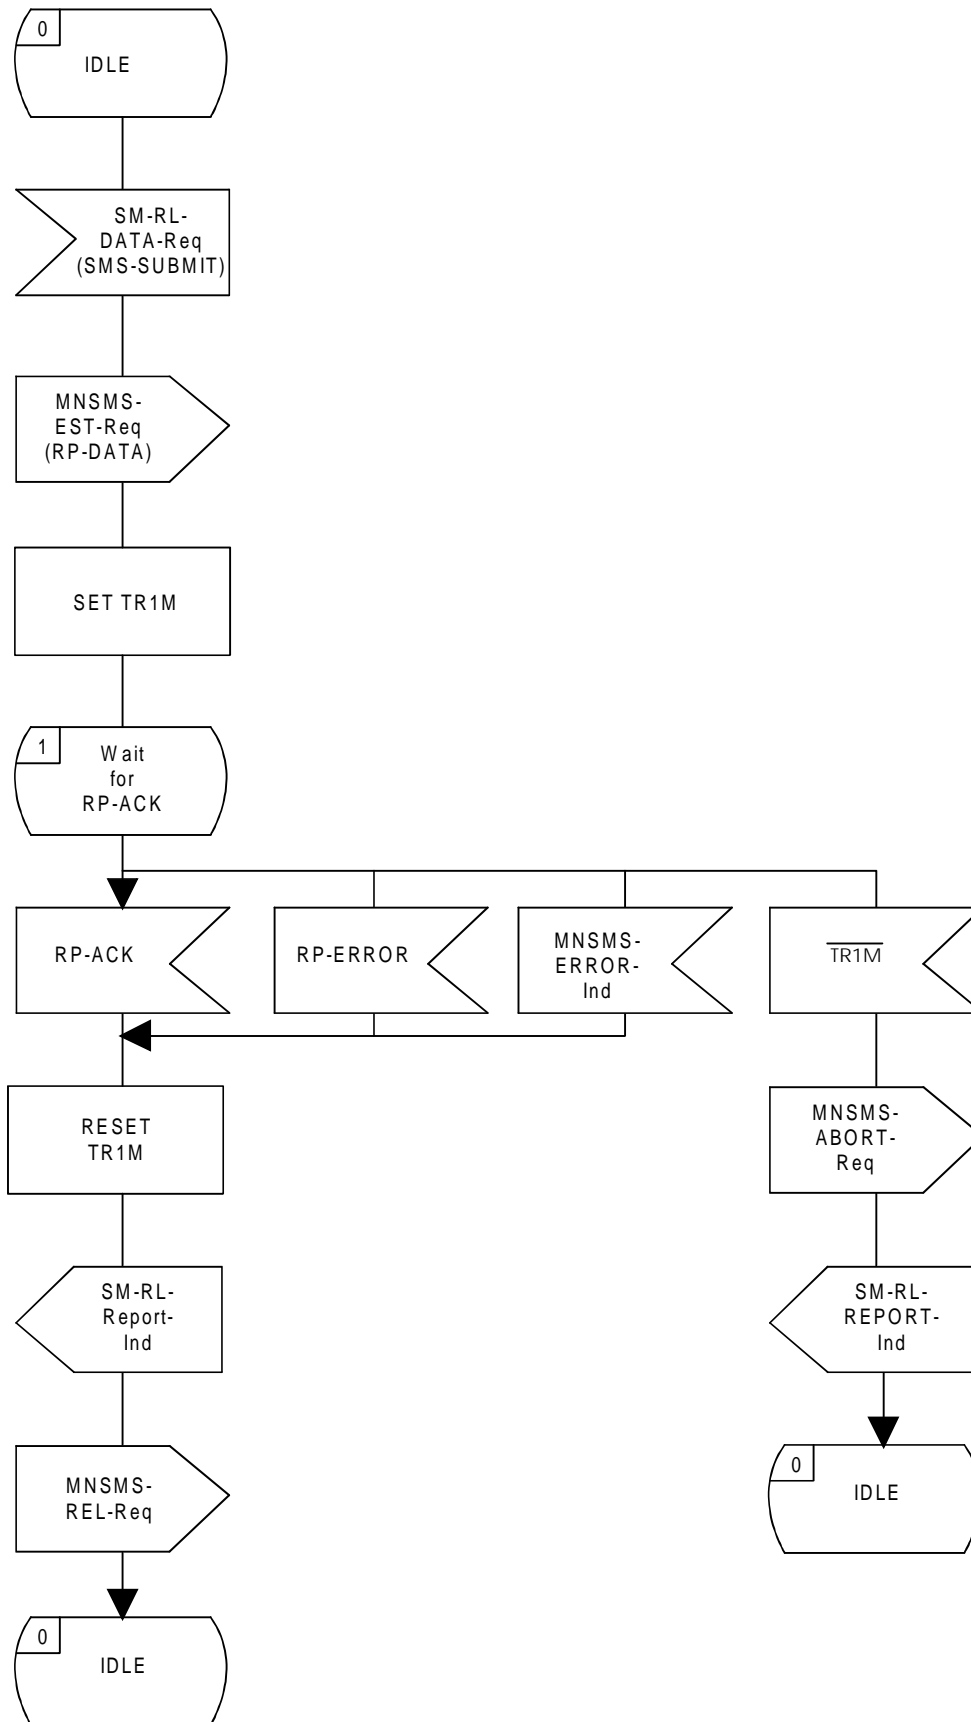 0
IDLE
SM-RL-
DATA-Req
(SMS-SUBMIT)
MNSMS-
EST-Req
(RP-DATA)
SET TR1M
1
Wait
for
RP-ACK
RP-ACK
RP-ERROR
MNSMS-
ERROR-
Ind
TR1M
RESET
TR1M
MNSMS-
ABORT-
Req
SM-RL-
Report-
Ind
SM-RL-
REPORT-
Ind
MNSMS-
REL-Req
0
IDLE
0
IDLE